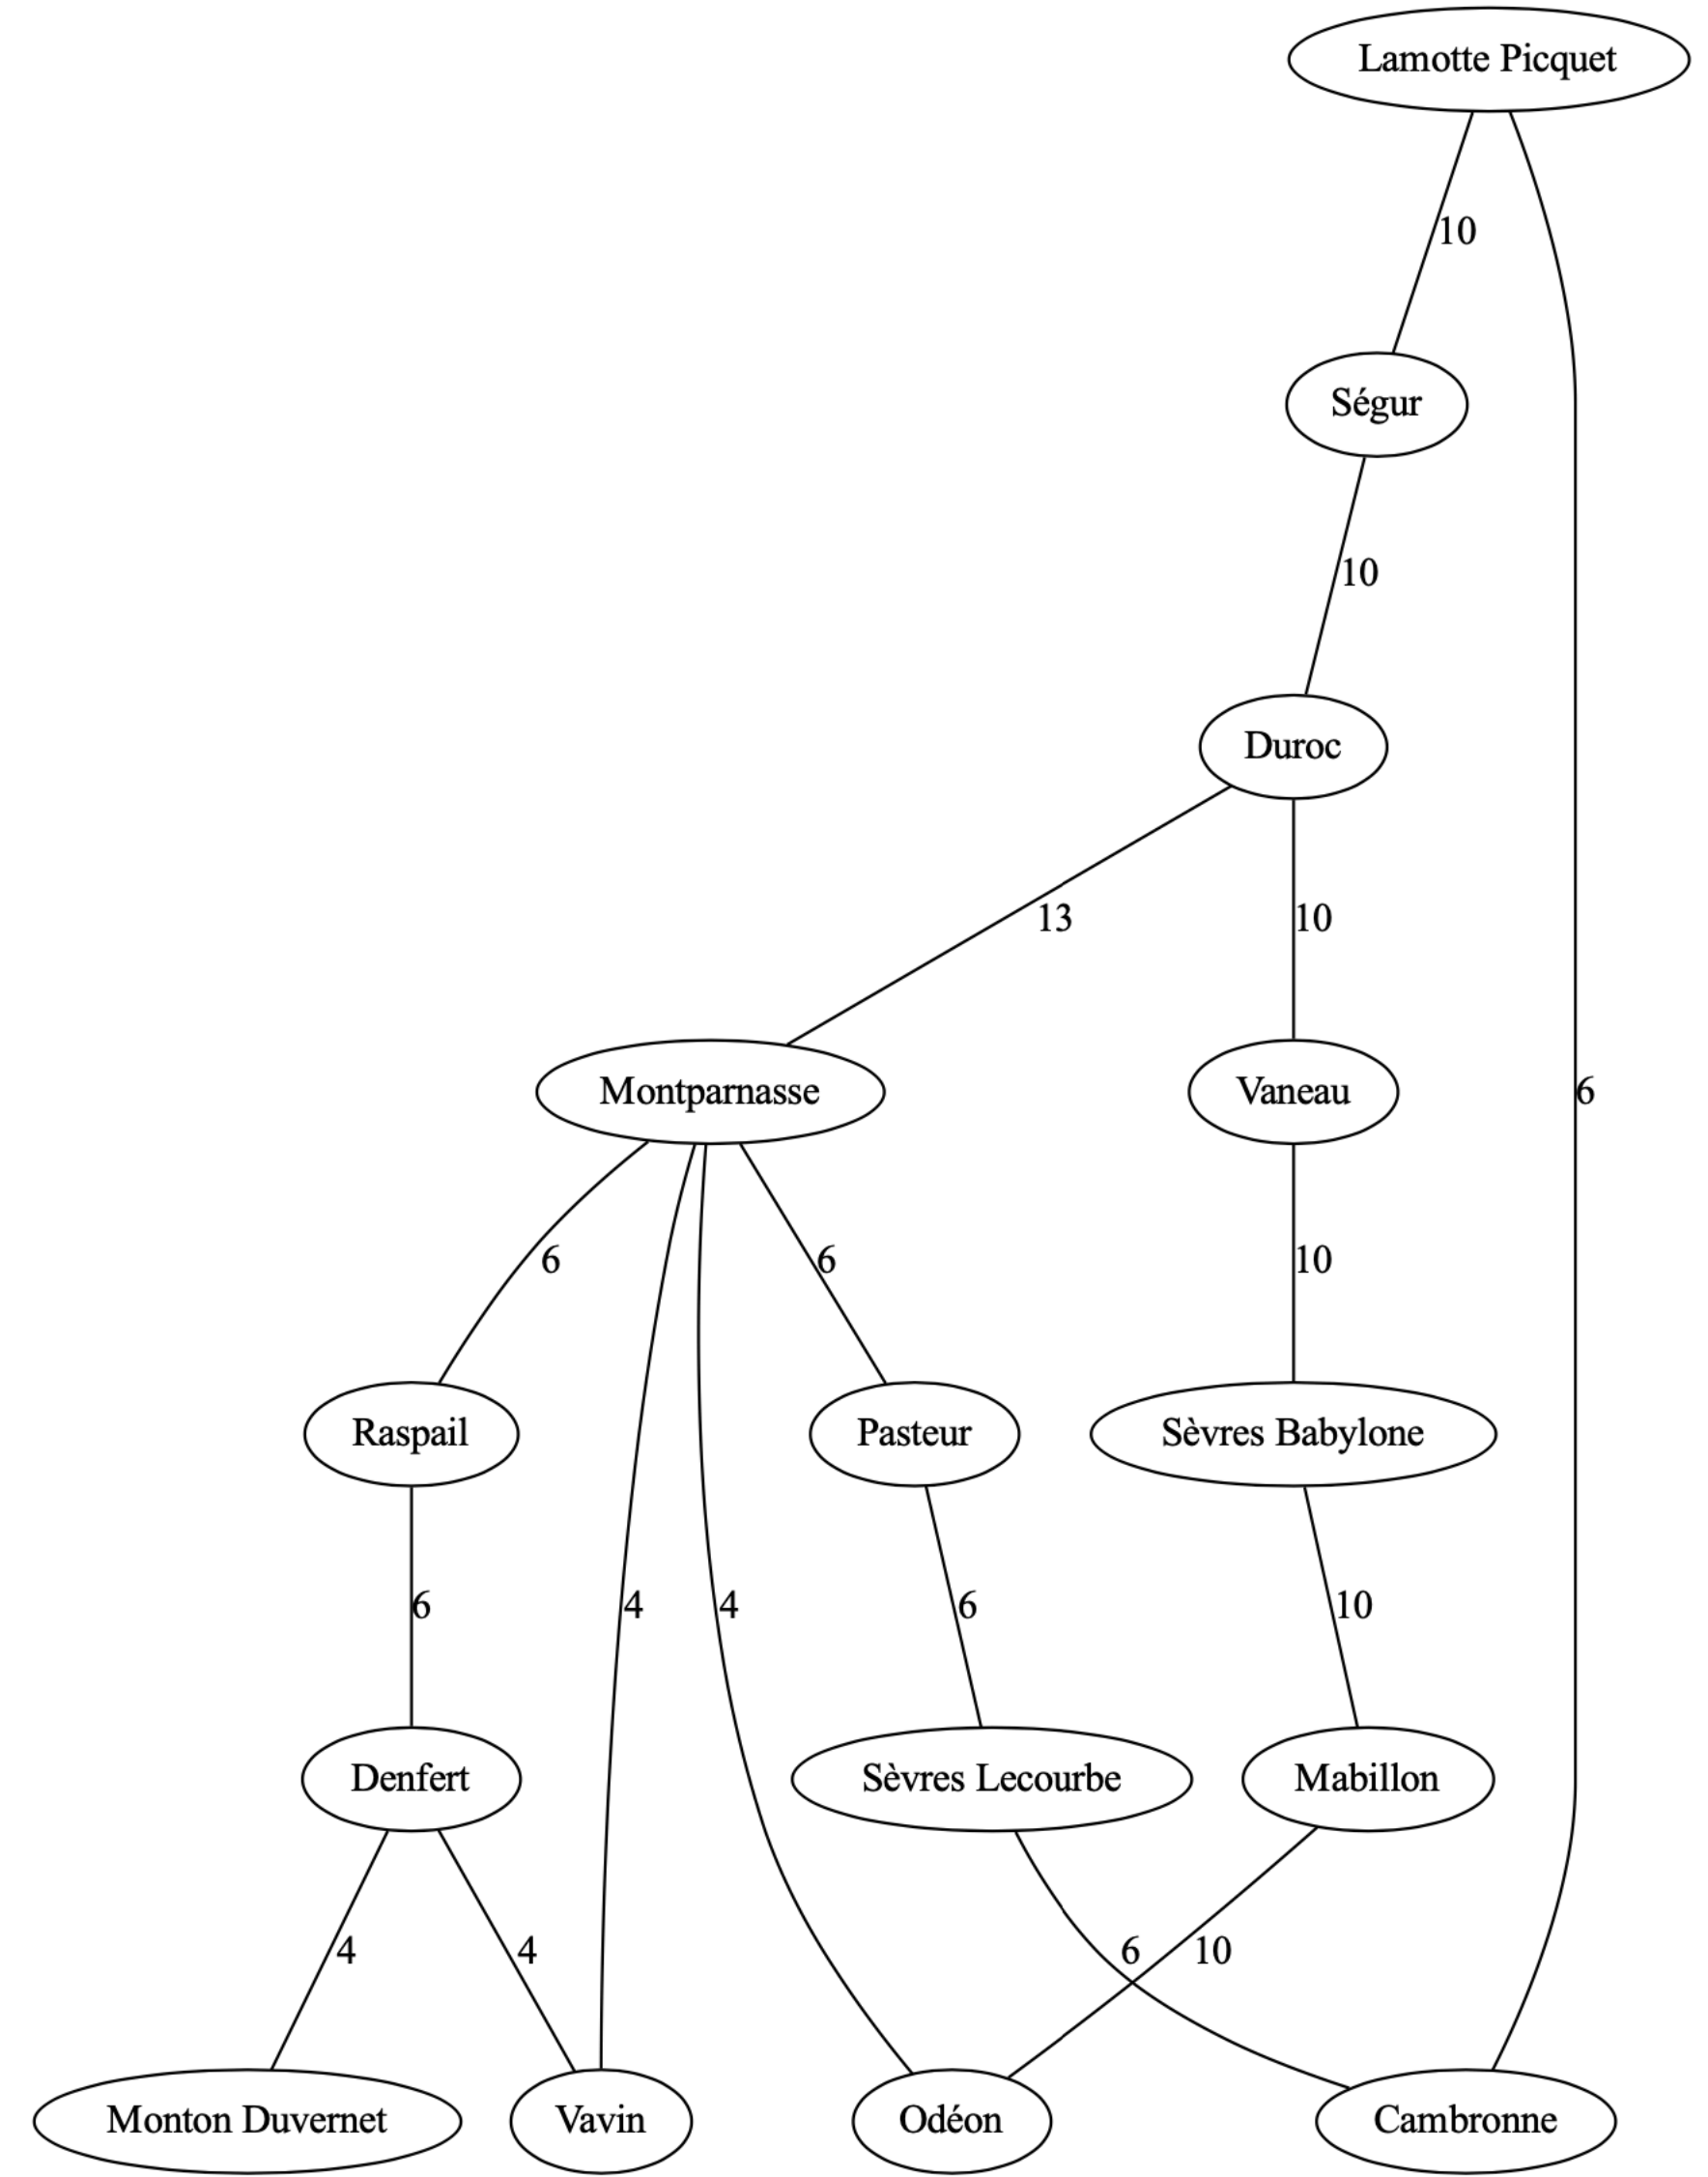 Lamotte Picquet
10
Ségur
10
Duroc
13
10
Montparnasse
Vaneau
6
6
6
10
Raspail
Pasteur
Sèvres Babylone
6
4
4
6
10
Denfert
Sèvres Lecourbe
Mabillon
4
4
6
10
Monton Duvernet
Vavin
Odéon
Cambronne